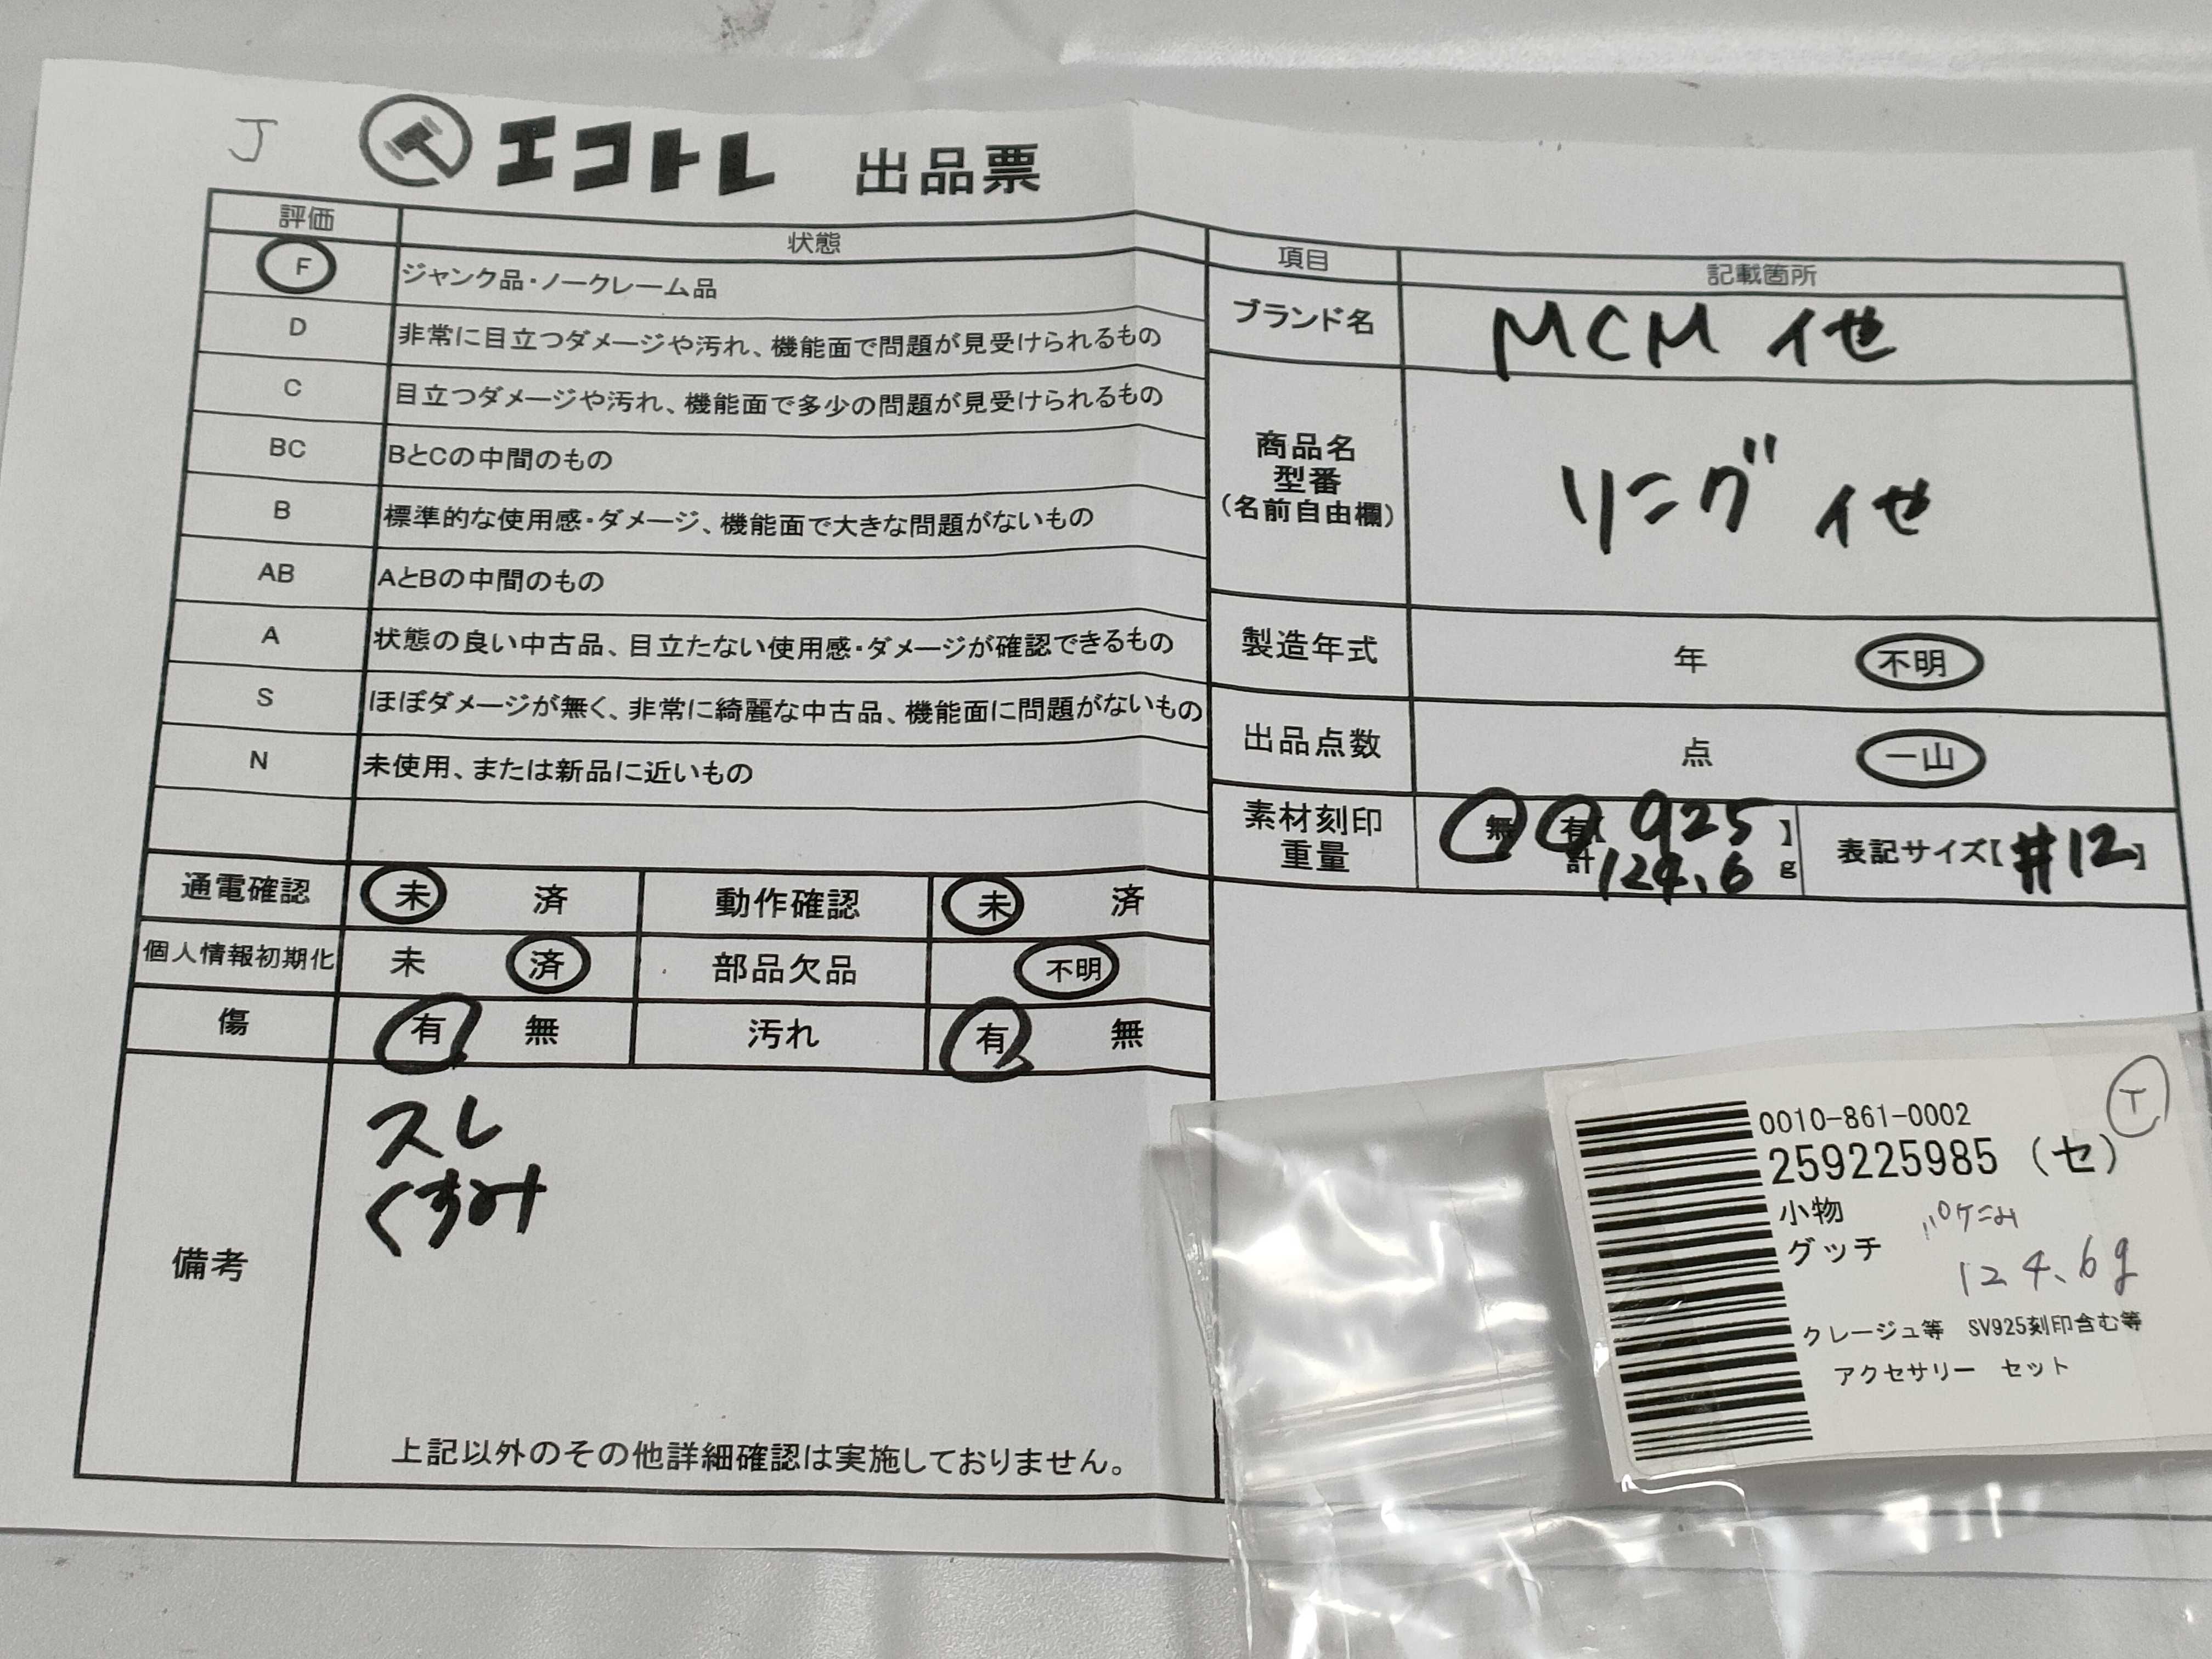 J
エコトレ 出品票
評価 状態
F ジャンク品・ノークレーム品
D 非常に目立つダメージや汚れ、機能面で問題が見受けられるもの
C 目立つダメージや汚れ、機能面で多少の問題が見受けられるもの
BC BとCの中間のもの
B 標準的な使用感・ダメージ、機能面で大きな問題がないもの
AB AとBの中間のもの
A 状態の良い中古品、目立たない使用感・ダメージが確認できるもの
S ほぼダメージが無く、非常に綺麗な中古品、機能面に問題がないもの
N 未使用、または新品に近いもの
通電確認 未 済 動作確認 未 済
個人情報初期化 未 済 部品欠品 不明
傷 有 無 汚れ 有 無
備考
スレ
くすみ
上記以外のその他詳細確認は実施しておりません。
項目 記載箇所
ブランド名 MCM 他
商品名
型番
(名前自由欄)
リング 他
製造年式 年 不明
出品点数 点 一山
素材刻印
重量
無 有【925】
計124.6g
表記サイズ【#12】
T
0010-861-0002
259225985 (セ)
小物
グッチ
124.6g
クレージュ等 SV925刻印含む等
アクセサリー セット